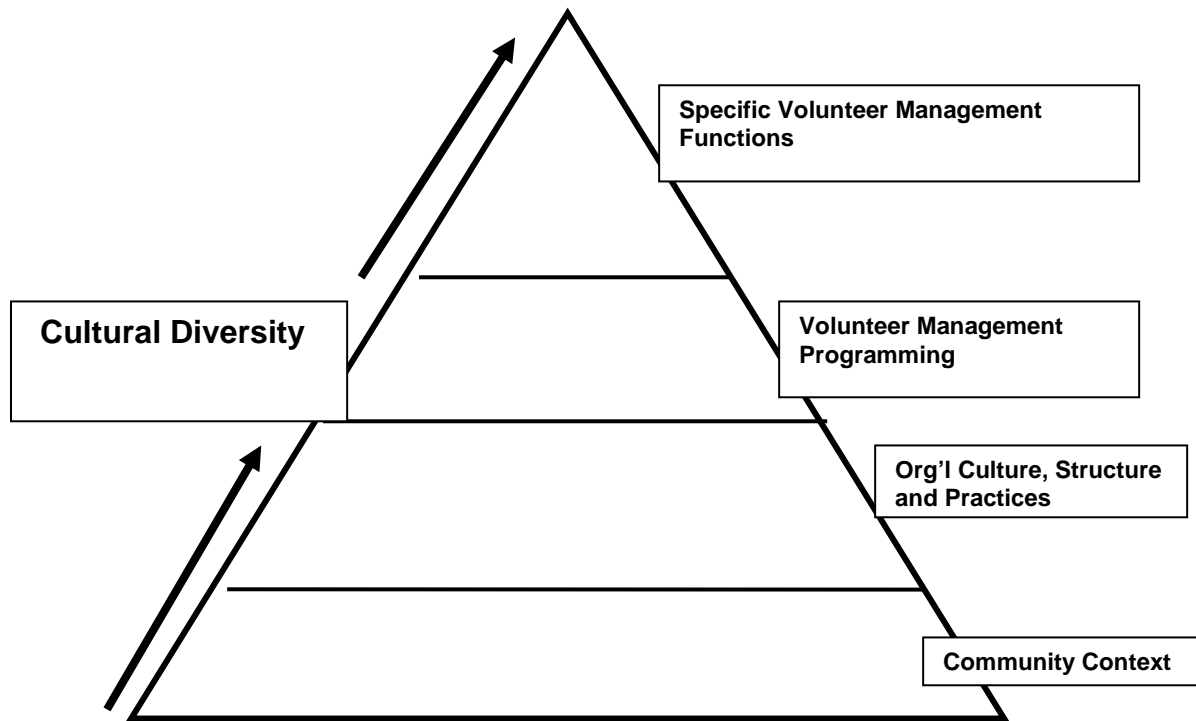 Specific Volunteer Management
Functions
Cultural Diversity
Volunteer Management
Programming
Org’l Culture, Structure
and Practices
Community Context